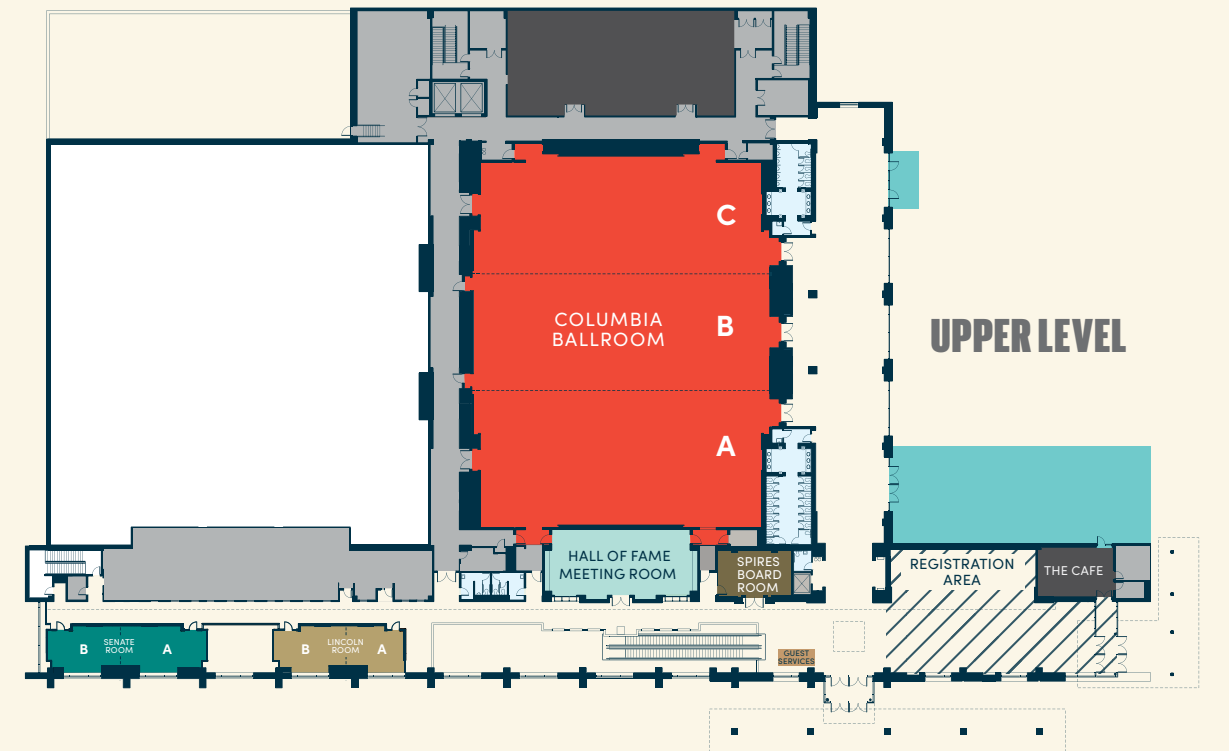 C
COLUMBIA
BALLROOM
B
UPPER LEVEL
A
HALL OF FAME
MEETING ROOM
SPIRES
BOARD
ROOM
REGISTRATION
AREA
THE CAFE
B
SENATE
ROOM
A
B
LINCOLN
ROOM
A
GUEST
SERVICES